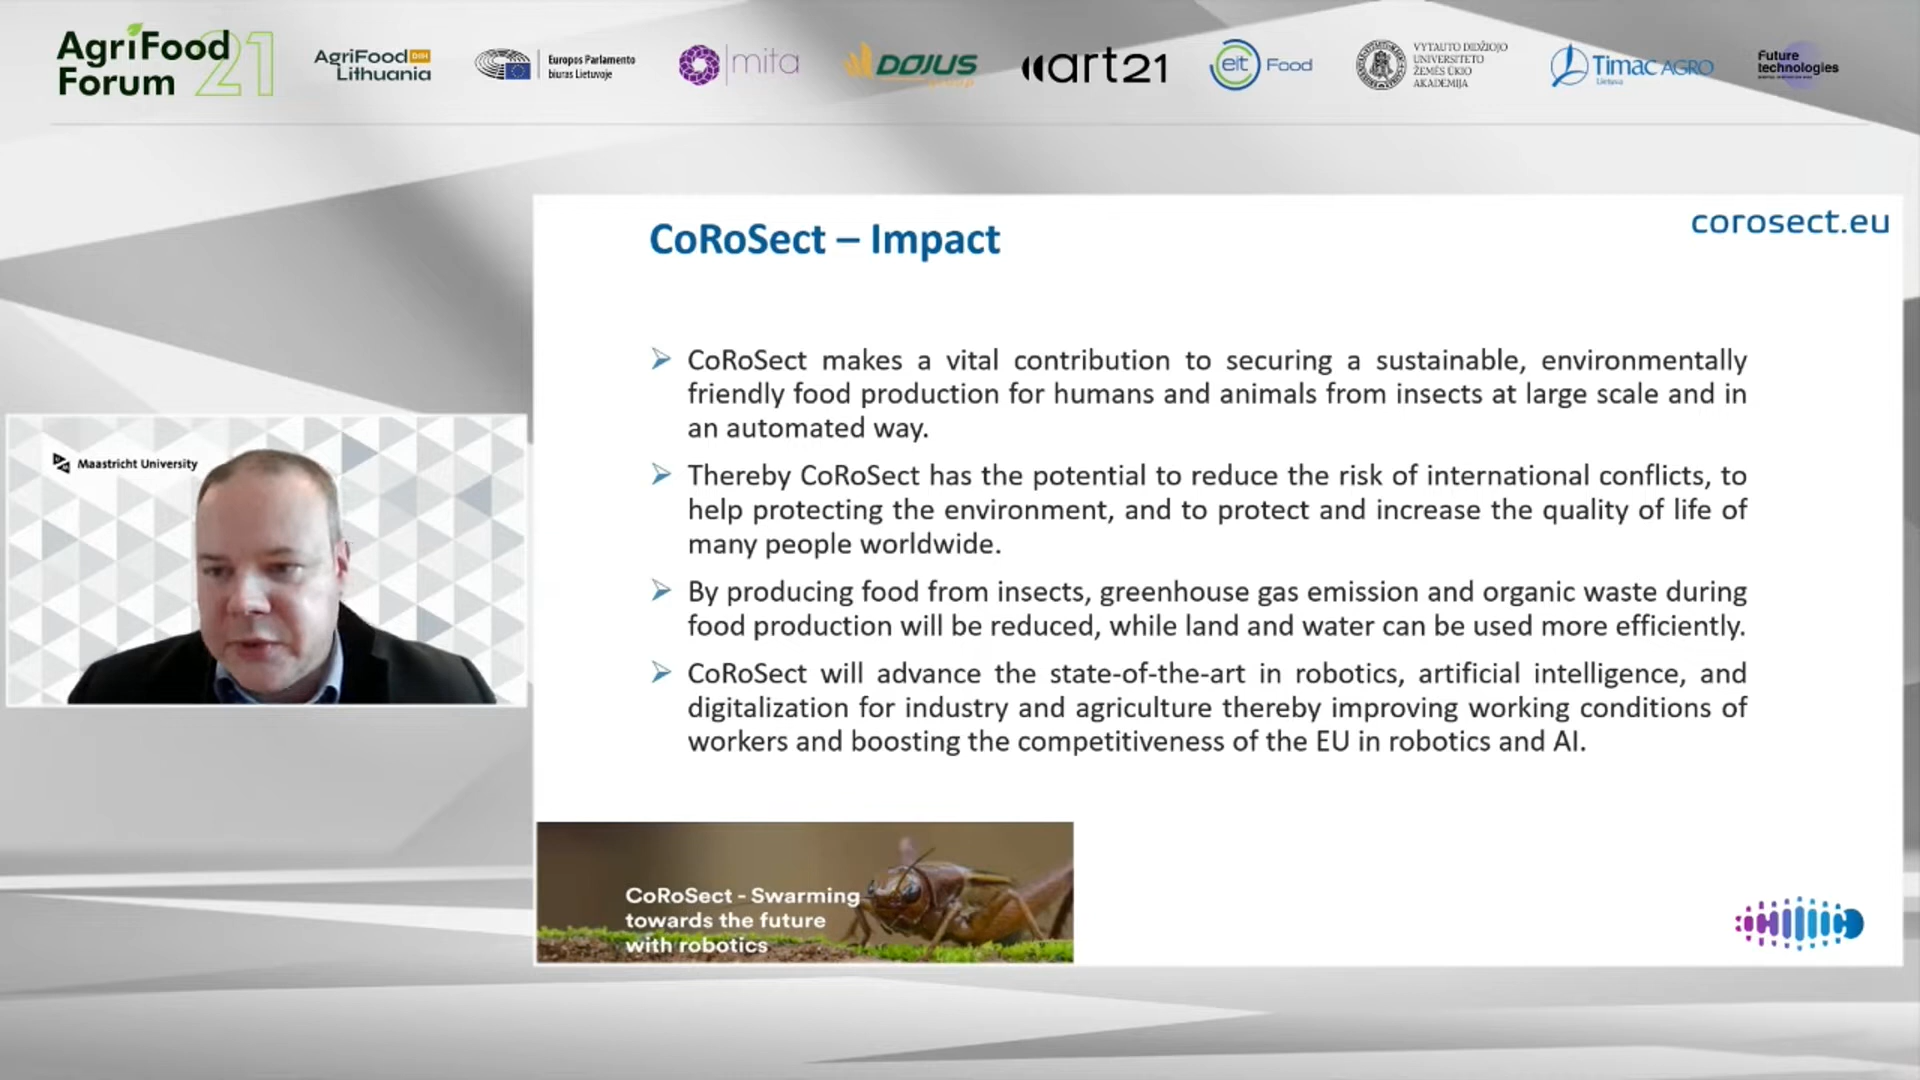 AgriFood
Forum 21
AgriFood DIH
Lithuania
Europos Parlamento
biuras Lietuvoje
mita
DOJUS
group
art21
eit Food
VYTAUTO DIDŽIOJO
UNIVERSITETO
ŽEMĖS ŪKIO
AKADEMIJA
Timac AGRO
Lietuva
Future
technologies
corosect.eu
CoRoSect – Impact
CoRoSect makes a vital contribution to securing a sustainable, environmentally
friendly food production for humans and animals from insects at large scale and in
an automated way.
Thereby CoRoSect has the potential to reduce the risk of international conflicts, to
help protecting the environment, and to protect and increase the quality of life of
many people worldwide.
By producing food from insects, greenhouse gas emission and organic waste during
food production will be reduced, while land and water can be used more efficiently.
CoRoSect will advance the state-of-the-art in robotics, artificial intelligence, and
digitalization for industry and agriculture thereby improving working conditions of
workers and boosting the competitiveness of the EU in robotics and AI.
Maastricht University
CoRoSect - Swarming
towards the future
with robotics